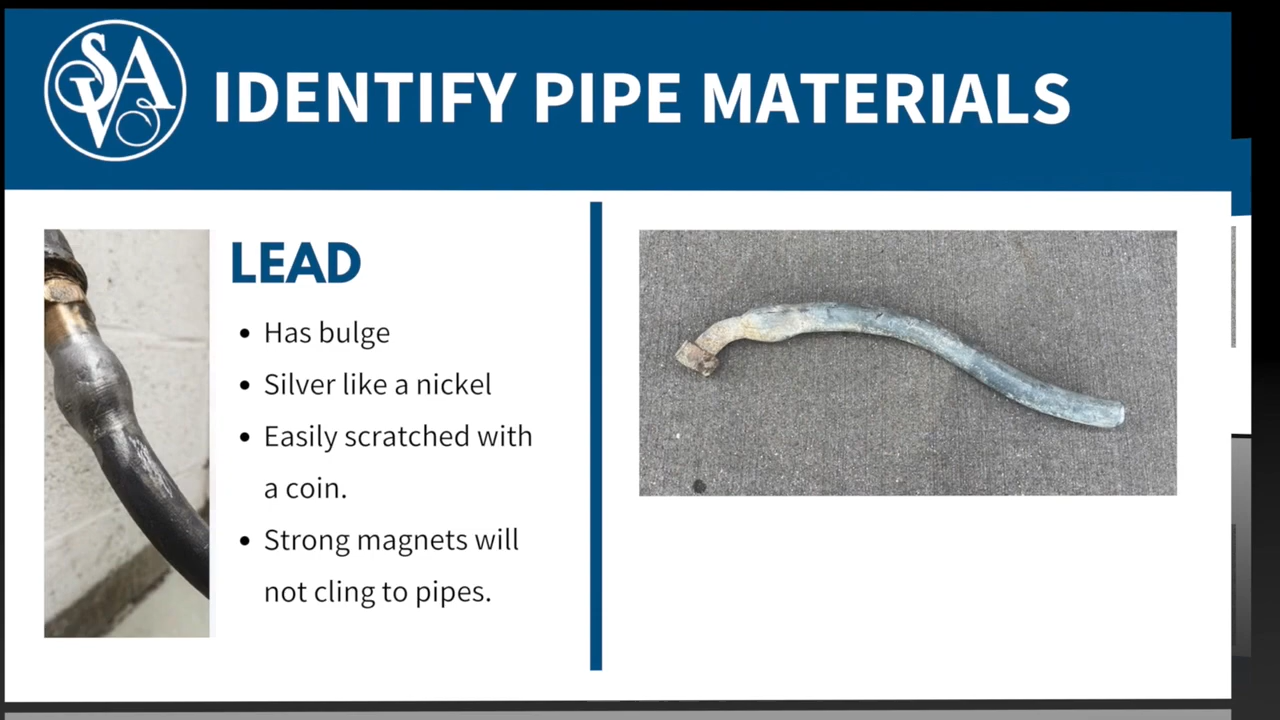 SAVS
IDENTIFY PIPE MATERIALS
LEAD
• Has bulge
• Silver like a nickel
• Easily scratched with
a coin.
• Strong magnets will
not cling to pipes.